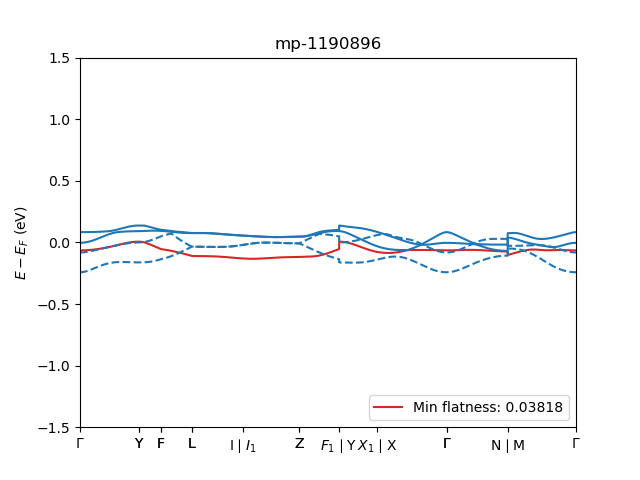 mp-1190896
E − E_F (eV)
1.5
1.0
0.5
0.0
−0.5
−1.0
−1.5
Min flatness: 0.03818
Γ Y F L I | I₁ Z F₁ | Y X₁ | X Γ N | M Γ